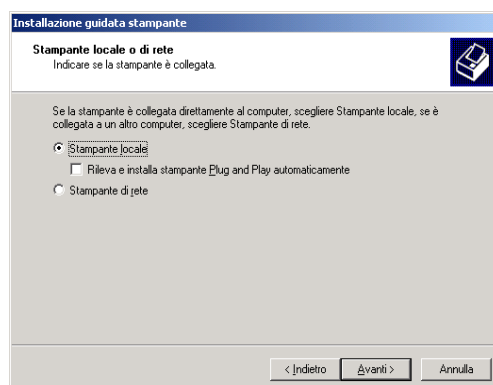 Installazione guidata stampante
Stampante locale o di rete
Indicare se la stampante è collegata.
Se la stampante è collegata direttamente al computer, scegliere Stampante locale, se è
collegata a un altro computer, scegliere Stampante di rete.
Stampante locale
Rileva e installa stampante Plug and Play automaticamente
Stampante di rete
< Indietro
Avanti >
Annulla